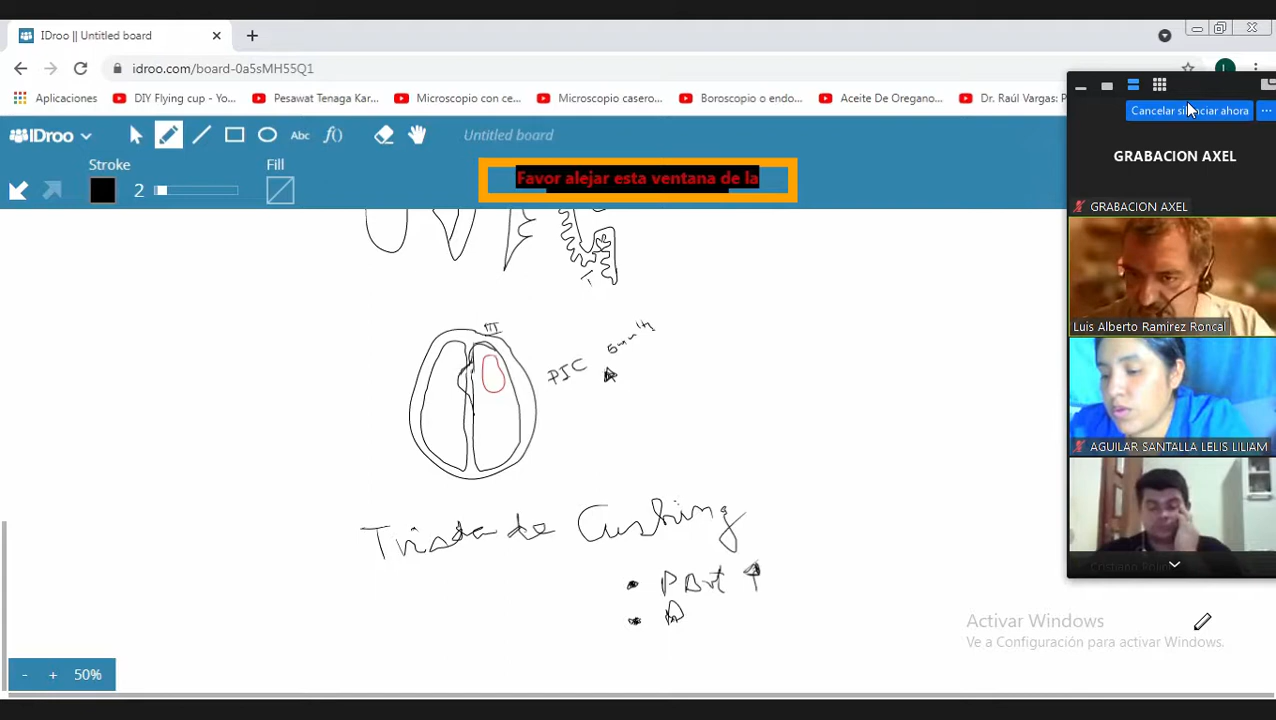 IDroo || Untitled board
idroo.com/board-0a5sMH55Q1
Aplicaciones
DIY Flying cup - Yo...
Pesawat Tenaga Kar...
Microscopio con ce...
Microscopio casero...
Boroscopio o endo...
Aceite De Oregano...
Dr. Raúl Vargas: P
IDroo
Abc
f()
Untitled board
Stroke
Fill
2
Favor alejar esta ventana de la
Cancelar silenciar ahora
GRABACION AXEL
GRABACION AXEL
Luis Alberto Ramirez Roncal
AGUILAR SANTALLA LELIS LILIAM
III
PIC
Triada de Cushing
Activar Windows
Ve a Configuración para activar Windows.
- + 50%